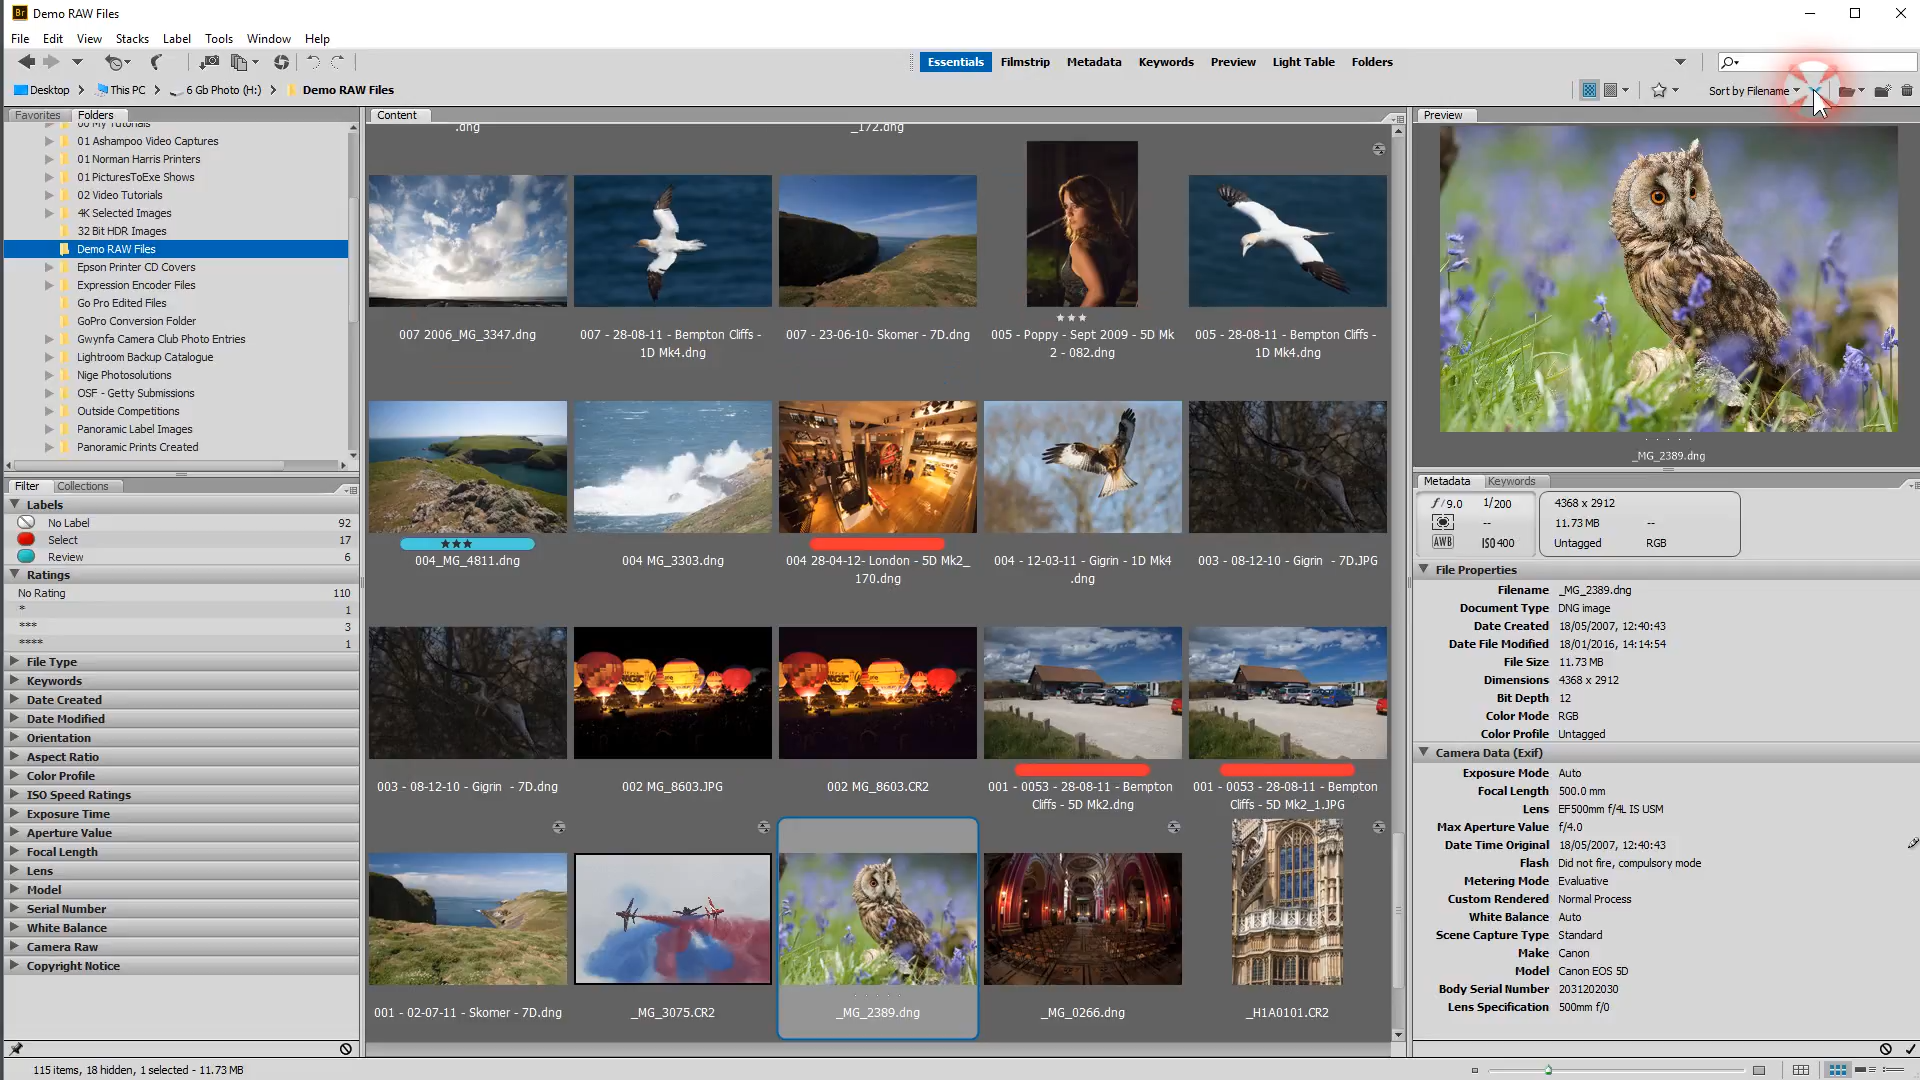 Br Demo RAW Files
File Edit View Stacks Label Tools Window Help
Essentials Filmstrip Metadata Keywords Preview Light Table Folders
Desktop This PC 6 Gb Photo (H:) Demo RAW Files
Sort by Filename
Favorites Folders
00 My Tutorials
01 Ashampoo Video Captures
01 Norman Harris Printers
01 PicturesToExe Shows
02 Video Tutorials
4K Selected Images
32 Bit HDR Images
Demo RAW Files
Epson Printer CD Covers
Expression Encoder Files
Go Pro Edited Files
GoPro Conversion Folder
Gwynfa Camera Club Photo Entries
Lightroom Backup Catalogue
Nige Photosolutions
OSF - Getty Submissions
Outside Competitions
Panoramic Label Images
Panoramic Prints Created
Filter Collections
Labels
No Label 92
Select 17
Review 6
Ratings
No Rating 110
* 1
*** 3
**** 1
File Type
Keywords
Date Created
Date Modified
Orientation
Aspect Ratio
Color Profile
ISO Speed Ratings
Exposure Time
Aperture Value
Focal Length
Lens
Model
Serial Number
White Balance
Camera Raw
Copyright Notice
115 items, 18 hidden, 1 selected - 11.73 MB
Content
.dng
_172.dng
007 2006_MG_3347.dng
007 - 28-08-11 - Bempton Cliffs -
1D Mk4.dng
007 - 23-06-10- Skomer - 7D.dng
005 - Poppy - Sept 2009 - 5D Mk
2 - 082.dng
005 - 28-08-11 - Bempton Cliffs -
1D Mk4.dng
004_MG_4811.dng
004 MG_3303.dng
004 28-04-12- London - 5D Mk2_
170.dng
004 - 12-03-11 - Gigrin - 1D Mk4
.dng
003 - 08-12-10 - Gigrin - 7D.JPG
003 - 08-12-10 - Gigrin - 7D.dng
002 MG_8603.JPG
002 MG_8603.CR2
001 - 0053 - 28-08-11 - Bempton
Cliffs - 5D Mk2.dng
001 - 0053 - 28-08-11 - Bempton
Cliffs - 5D Mk2_1.JPG
001 - 02-07-11 - Skomer - 7D.dng
_MG_3075.CR2
_MG_2389.dng
_MG_0266.dng
_H1A0101.CR2
Preview
_MG_2389.dng
Metadata Keywords
f/9.0 1/200
--
AWB ISO400
4368 x 2912
11.73 MB --
Untagged RGB
File Properties
Filename _MG_2389.dng
Document Type DNG image
Date Created 18/05/2007, 12:40:43
Date File Modified 18/01/2016, 14:14:54
File Size 11.73 MB
Dimensions 4368 x 2912
Bit Depth 12
Color Mode RGB
Color Profile Untagged
Camera Data (Exif)
Exposure Mode Auto
Focal Length 500.0 mm
Lens EF500mm f/4L IS USM
Max Aperture Value f/4.0
Date Time Original 18/05/2007, 12:40:43
Flash Did not fire, compulsory mode
Metering Mode Evaluative
Custom Rendered Normal Process
White Balance Auto
Scene Capture Type Standard
Make Canon
Model Canon EOS 5D
Body Serial Number 2031202030
Lens Specification 500mm f/0